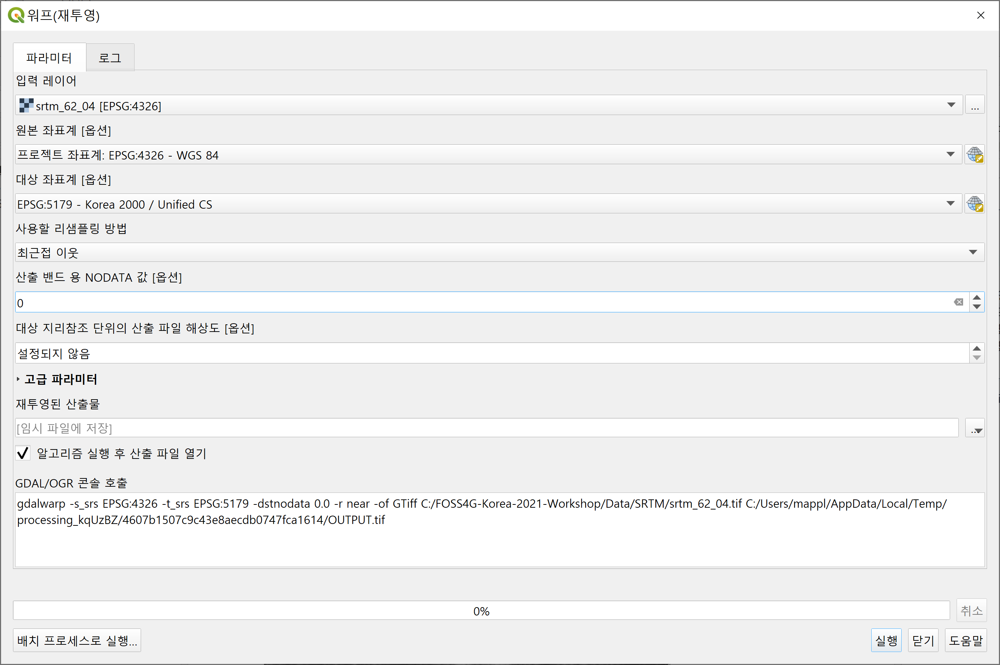 워프(재투영)
파라미터
로그
입력 레이어
srtm_62_04 [EPSG:4326]
...
원본 좌표계 [옵션]
프로젝트 좌표계: EPSG:4326 - WGS 84
대상 좌표계 [옵션]
EPSG:5179 - Korea 2000 / Unified CS
사용할 리샘플링 방법
최근접 이웃
산출 밴드 용 NODATA 값 [옵션]
0
대상 지리참조 단위의 산출 파일 해상도 [옵션]
설정되지 않음
고급 파라미터
재투영된 산출물
[임시 파일에 저장]
...
알고리즘 실행 후 산출 파일 열기
GDAL/OGR 콘솔 호출
gdalwarp -s_srs EPSG:4326 -t_srs EPSG:5179 -dstnodata 0.0 -r near -of GTiff C:/FOSS4G-Korea-2021-Workshop/Data/SRTM/srtm_62_04.tif C:/Users/mappl/AppData/Local/Temp/
processing_kqUzBZ/4607b1507c9c43e8aecdb0747fca1614/OUTPUT.tif
0%
취소
배치 프로세스로 실행...
실행
닫기
도움말